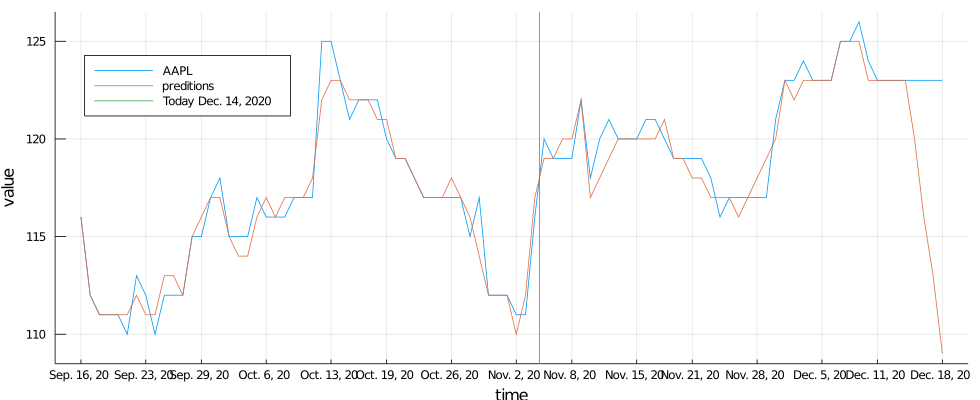 125
120
115
110
value
AAPL
preditions
Today Dec. 14, 2020
Sep. 16, 20 Sep. 23, 20 Sep. 29, 20 Oct. 6, 20 Oct. 13, 20 Oct. 19, 20 Oct. 26, 20 Nov. 2, 20 Nov. 8, 20 Nov. 15, 20 Nov. 21, 20 Nov. 28, 20 Dec. 5, 20 Dec. 11, 20 Dec. 18, 20
time